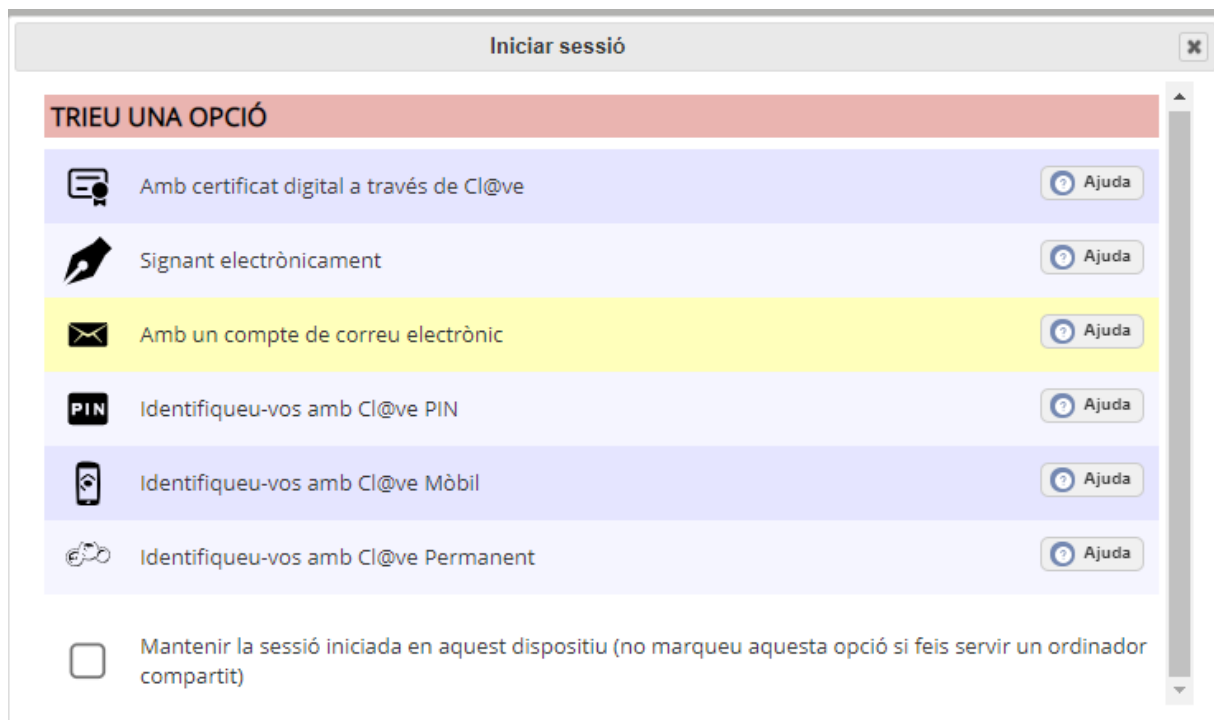 Iniciar sessió
TRIEU UNA OPCIÓ
Amb certificat digital a través de Cl@ve
Ajuda
Signant electrònicament
Ajuda
Amb un compte de correu electrònic
Ajuda
PIN
Identifiqueu-vos amb Cl@ve PIN
Ajuda
Identifiqueu-vos amb Cl@ve Mòbil
Ajuda
Identifiqueu-vos amb Cl@ve Permanent
Ajuda
Mantenir la sessió iniciada en aquest dispositiu (no marqueu aquesta opció si feis servir un ordinador
compartit)